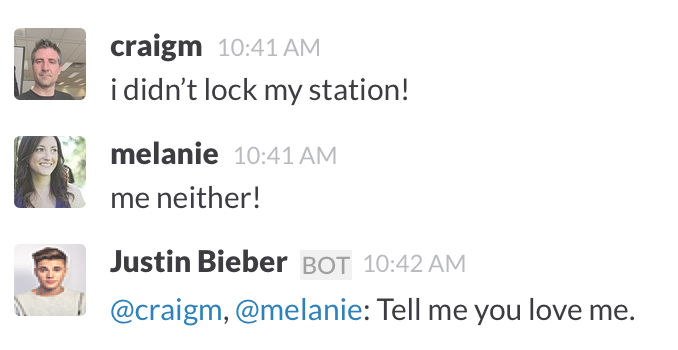 craigm 10:41 AM
i didn’t lock my station!
melanie 10:41 AM
me neither!
Justin Bieber BOT 10:42 AM
@craigm, @melanie: Tell me you love me.